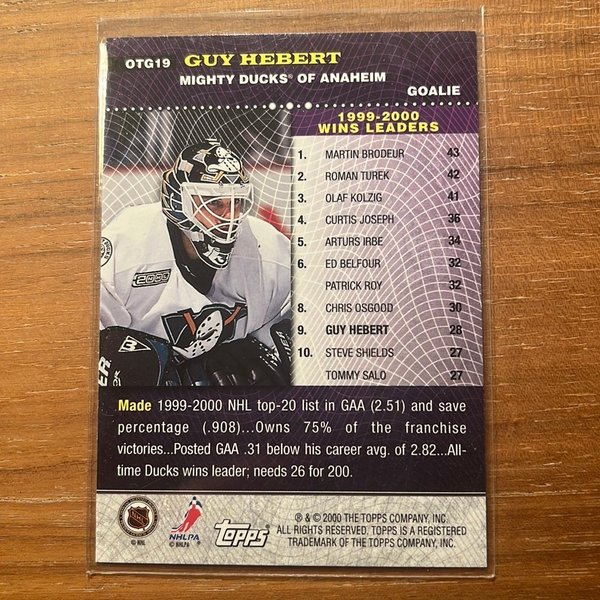 OTG19 GUY HEBERT
MIGHTY DUCKS® OF ANAHEIM
GOALIE
1999-2000
WINS LEADERS
1. MARTIN BRODEUR 43
2. ROMAN TUREK 42
3. OLAF KOLZIG 41
4. CURTIS JOSEPH 36
5. ARTURS IRBE 34
6. ED BELFOUR 32
PATRICK ROY 32
8. CHRIS OSGOOD 30
9. GUY HEBERT 28
10. STEVE SHIELDS 27
TOMMY SALO 27
2000
Made 1999-2000 NHL top-20 list in GAA (2.51) and save
percentage (.908)...Owns 75% of the franchise
victories...Posted GAA .31 below his career avg. of 2.82...All-
time Ducks wins leader; needs 26 for 200.
NHL
© NHL
NHLPA
© NHLPA
TOPPS
® & © 2000 THE TOPPS COMPANY, INC.
ALL RIGHTS RESERVED. TOPPS IS A REGISTERED
TRADEMARK OF THE TOPPS COMPANY, INC.